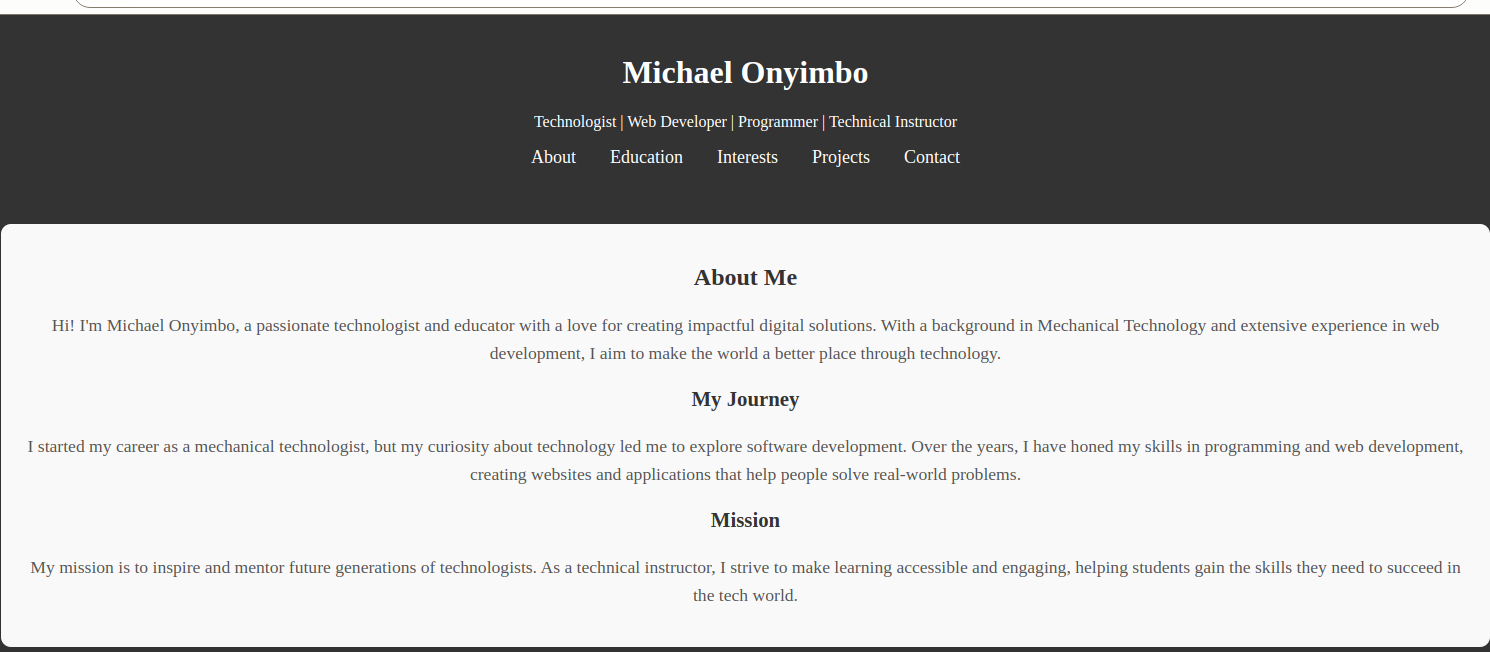 Michael Onyimbo
Technologist | Web Developer | Programmer | Technical Instructor
About Education Interests Projects Contact
About Me
Hi! I'm Michael Onyimbo, a passionate technologist and educator with a love for creating impactful digital solutions. With a background in Mechanical Technology and extensive experience in web
development, I aim to make the world a better place through technology.
My Journey
I started my career as a mechanical technologist, but my curiosity about technology led me to explore software development. Over the years, I have honed my skills in programming and web development,
creating websites and applications that help people solve real-world problems.
Mission
My mission is to inspire and mentor future generations of technologists. As a technical instructor, I strive to make learning accessible and engaging, helping students gain the skills they need to succeed in
the tech world.